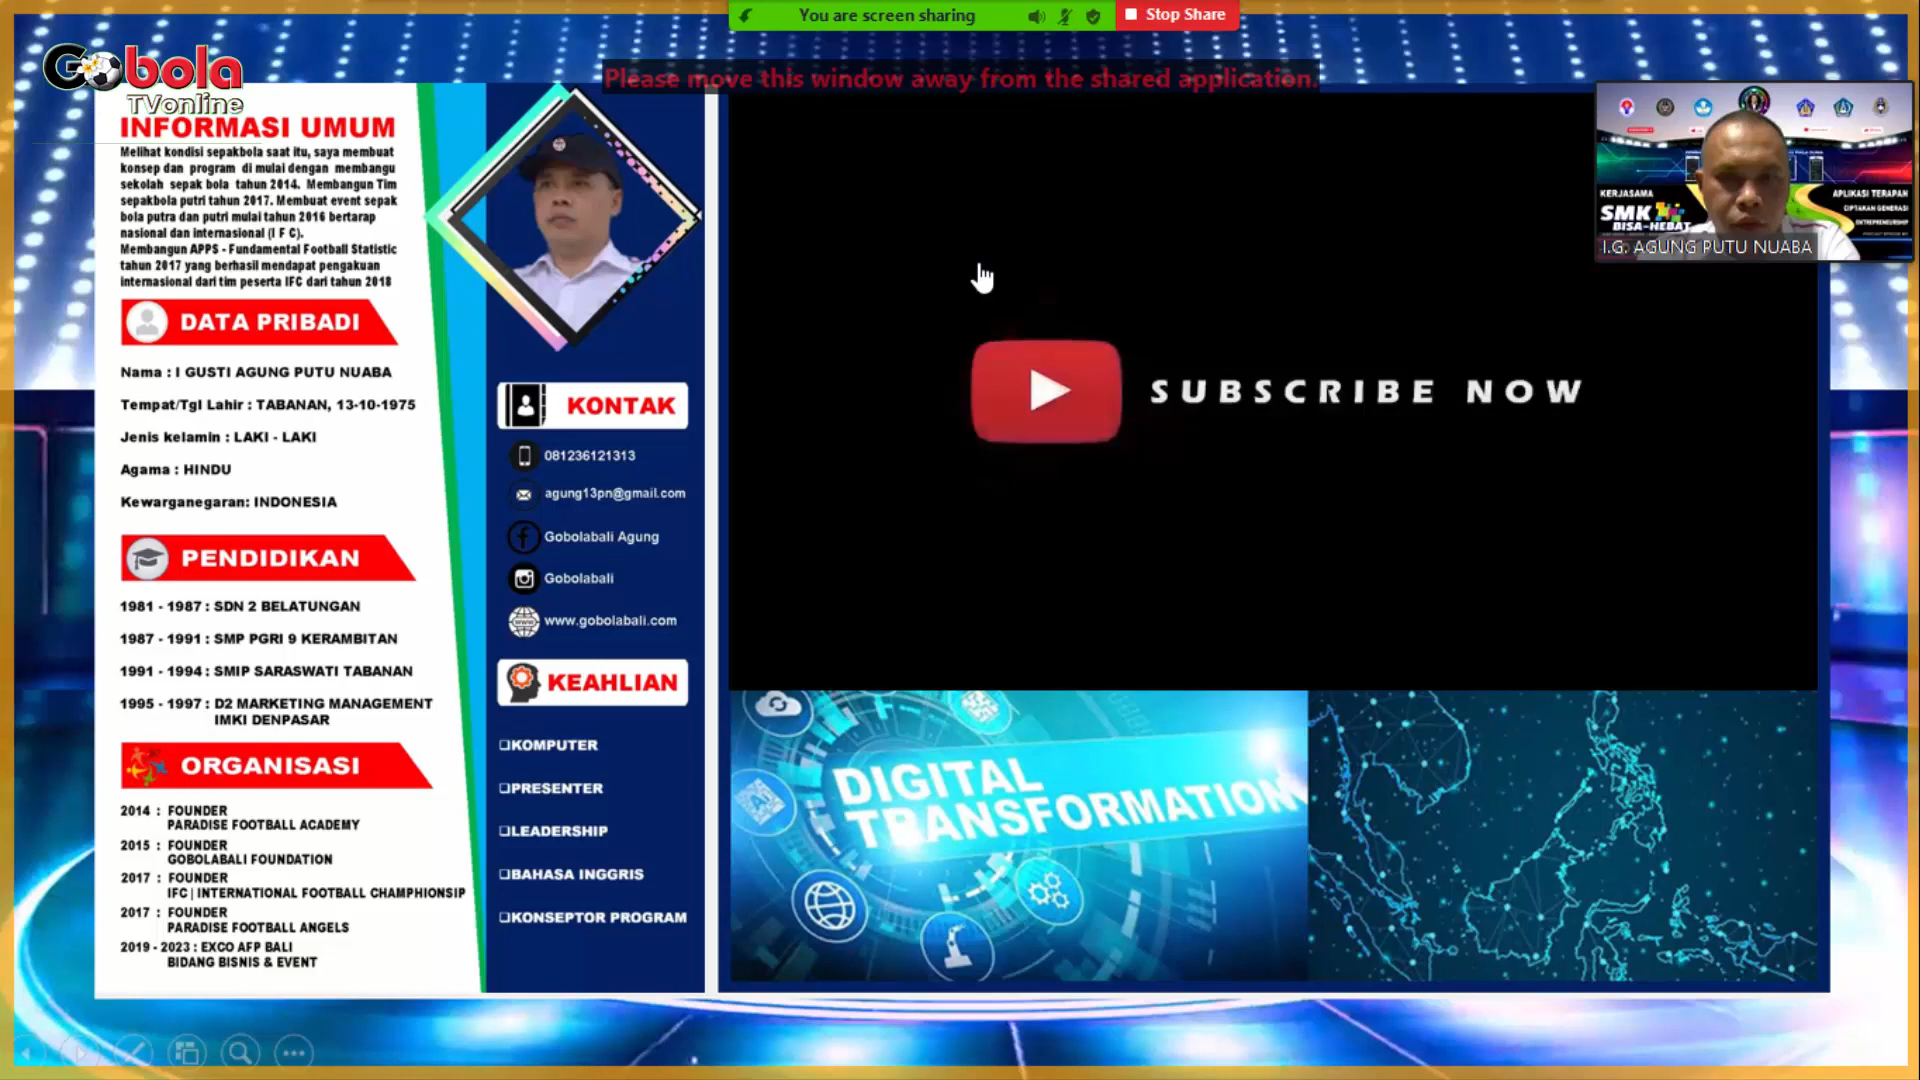 You are screen sharing
Stop Share
Please move this window away from the shared application.
Gobola
TVonline
INFORMASI UMUM
Melihat kondisi sepakbola saat itu, saya membuat
konsep dan program di mulai dengan membangu
sekolah sepak bola tahun 2014. Membangun Tim
sepakbola putri tahun 2017. Membuat event sepak
bola putra dan putri mulai tahun 2016 bertarap
nasional dan internasional (I F C).
Membangun APPS - Fundamental Football Statistic
tahun 2017 yang berhasil mendapat pengakuan
internasional dari tim peserta IFC dari tahun 2018
DATA PRIBADI
Nama : I GUSTI AGUNG PUTU NUABA
Tempat/Tgl Lahir : TABANAN, 13-10-1975
Jenis kelamin : LAKI - LAKI
Agama : HINDU
Kewarganegaran: INDONESIA
PENDIDIKAN
1981 - 1987 : SDN 2 BELATUNGAN
1987 - 1991 : SMP PGRI 9 KERAMBITAN
1991 - 1994 : SMIP SARASWATI TABANAN
1995 - 1997 : D2 MARKETING MANAGEMENT
IMKI DENPASAR
ORGANISASI
2014 : FOUNDER
PARADISE FOOTBALL ACADEMY
2015 : FOUNDER
GOBOLABALI FOUNDATION
2017 : FOUNDER
IFC | INTERNATIONAL FOOTBALL CHAMPHIONSIP
2017 : FOUNDER
PARADISE FOOTBALL ANGELS
2019 - 2023 : EXCO AFP BALI
BIDANG BISNIS & EVENT
KONTAK
081236121313
agung13pn@gmail.com
Gobolabali Agung
Gobolabali
www.gobolabali.com
KEAHLIAN
❑KOMPUTER
❑PRESENTER
❑LEADERSHIP
❑BAHASA INGGRIS
❑KONSEPTOR PROGRAM
SUBSCRIBE NOW
DIGITAL
TRANSFORMATION
AI
KERJASAMA
SMK
BISA-HEBAT
APLIKASI TERAPAN
CIPTAKAN GENERASI
ENTREPRENEURSHIP
I.G. AGUNG PUTU NUABA